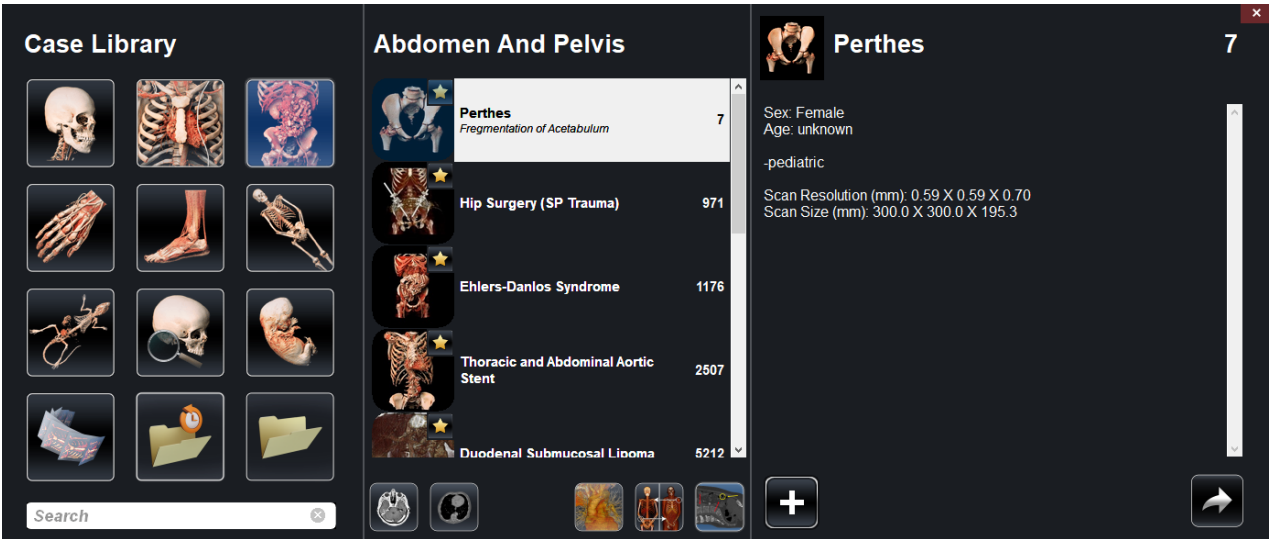 Case Library
Search
Abdomen And Pelvis
Perthes
Fregmentation of Acetabulum
7
Hip Surgery (SP Trauma) 971
Ehlers-Danlos Syndrome 1176
Thoracic and Abdominal Aortic
Stent
2507
Duodenal Submucosal Lipoma 5212
Perthes 7
Sex: Female
Age: unknown
-pediatric
Scan Resolution (mm): 0.59 X 0.59 X 0.70
Scan Size (mm): 300.0 X 300.0 X 195.3